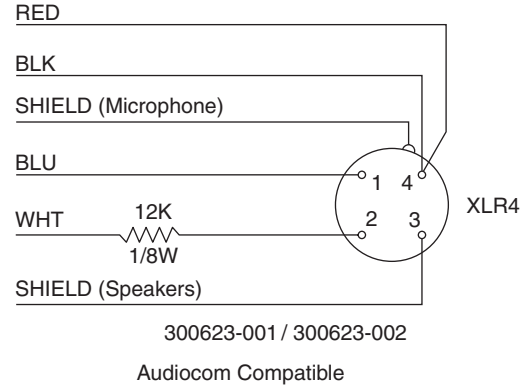 RED
BLK
SHIELD (Microphone)
BLU
1 4
XLR4
WHT
12K
2 3
1/8W
SHIELD (Speakers)
300623-001 / 300623-002
Audiocom Compatible